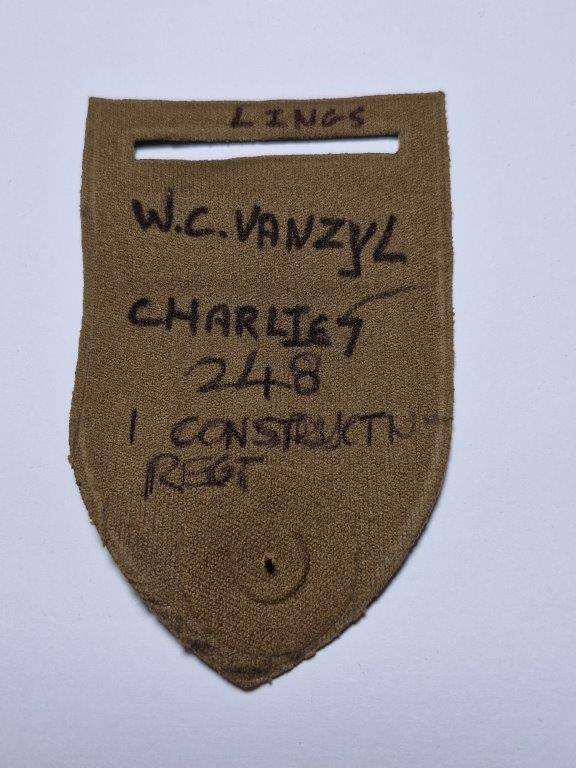 LINGS
W.C. VANZYL
CHARLIES
248
1 CONSTRUCTN
REGT